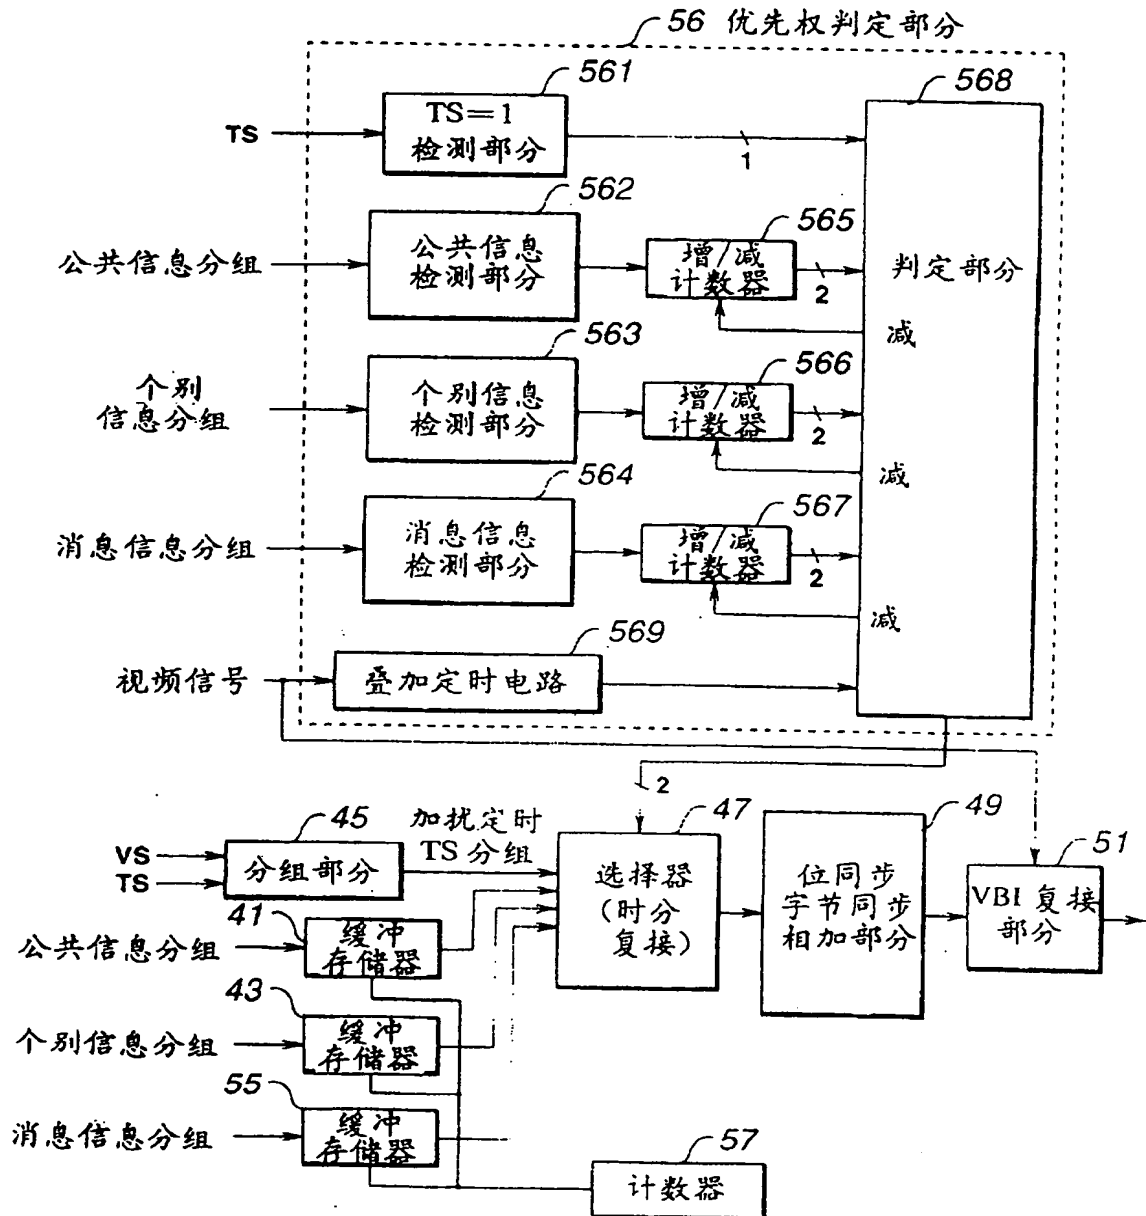 56 优先权判定部分
561
568
TS
TS=1
检测部分
1
562
565
公共信息分组
公共信息
检测部分
增/减
计数器
2
判定部分
减
563
566
个别
信息分组
个别信息
检测部分
增/减
计数器
2
减
564
567
消息信息分组
消息信息
检测部分
增/减
计数器
2
减
569
视频信号
叠加定时电路
2
45
加扰定时
TS 分组
47
49
51
VS
TS
分组部分
选择器
(时分
复接)
位同步
字节同步
相加部分
VBI 复接
部分
41
公共信息分组
缓冲
存储器
43
个别信息分组
缓冲
存储器
55
消息信息分组
缓冲
存储器
57
计数器